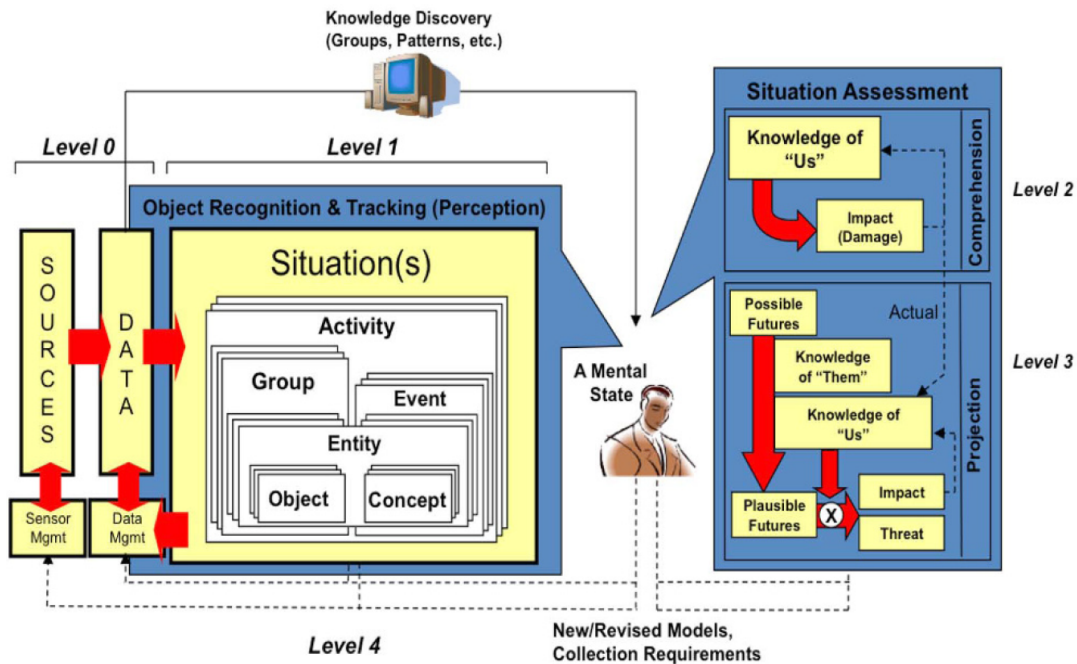 Knowledge Discovery
(Groups, Patterns, etc.)
Level 0
Level 1
Object Recognition & Tracking (Perception)
SOURCES
DATA
Situation(s)
Activity
Group
Event
Entity
Object
Concept
Sensor
Mgmt
Data
Mgmt
A Mental
State
Situation Assessment
Knowledge of
“Us”
Impact
(Damage)
Comprehension
Level 2
Possible
Futures
Actual
Knowledge
of “Them”
Knowledge of
“Us”
Level 3
Projection
Plausible
Futures
X
Impact
Threat
Level 4
New/Revised Models,
Collection Requirements